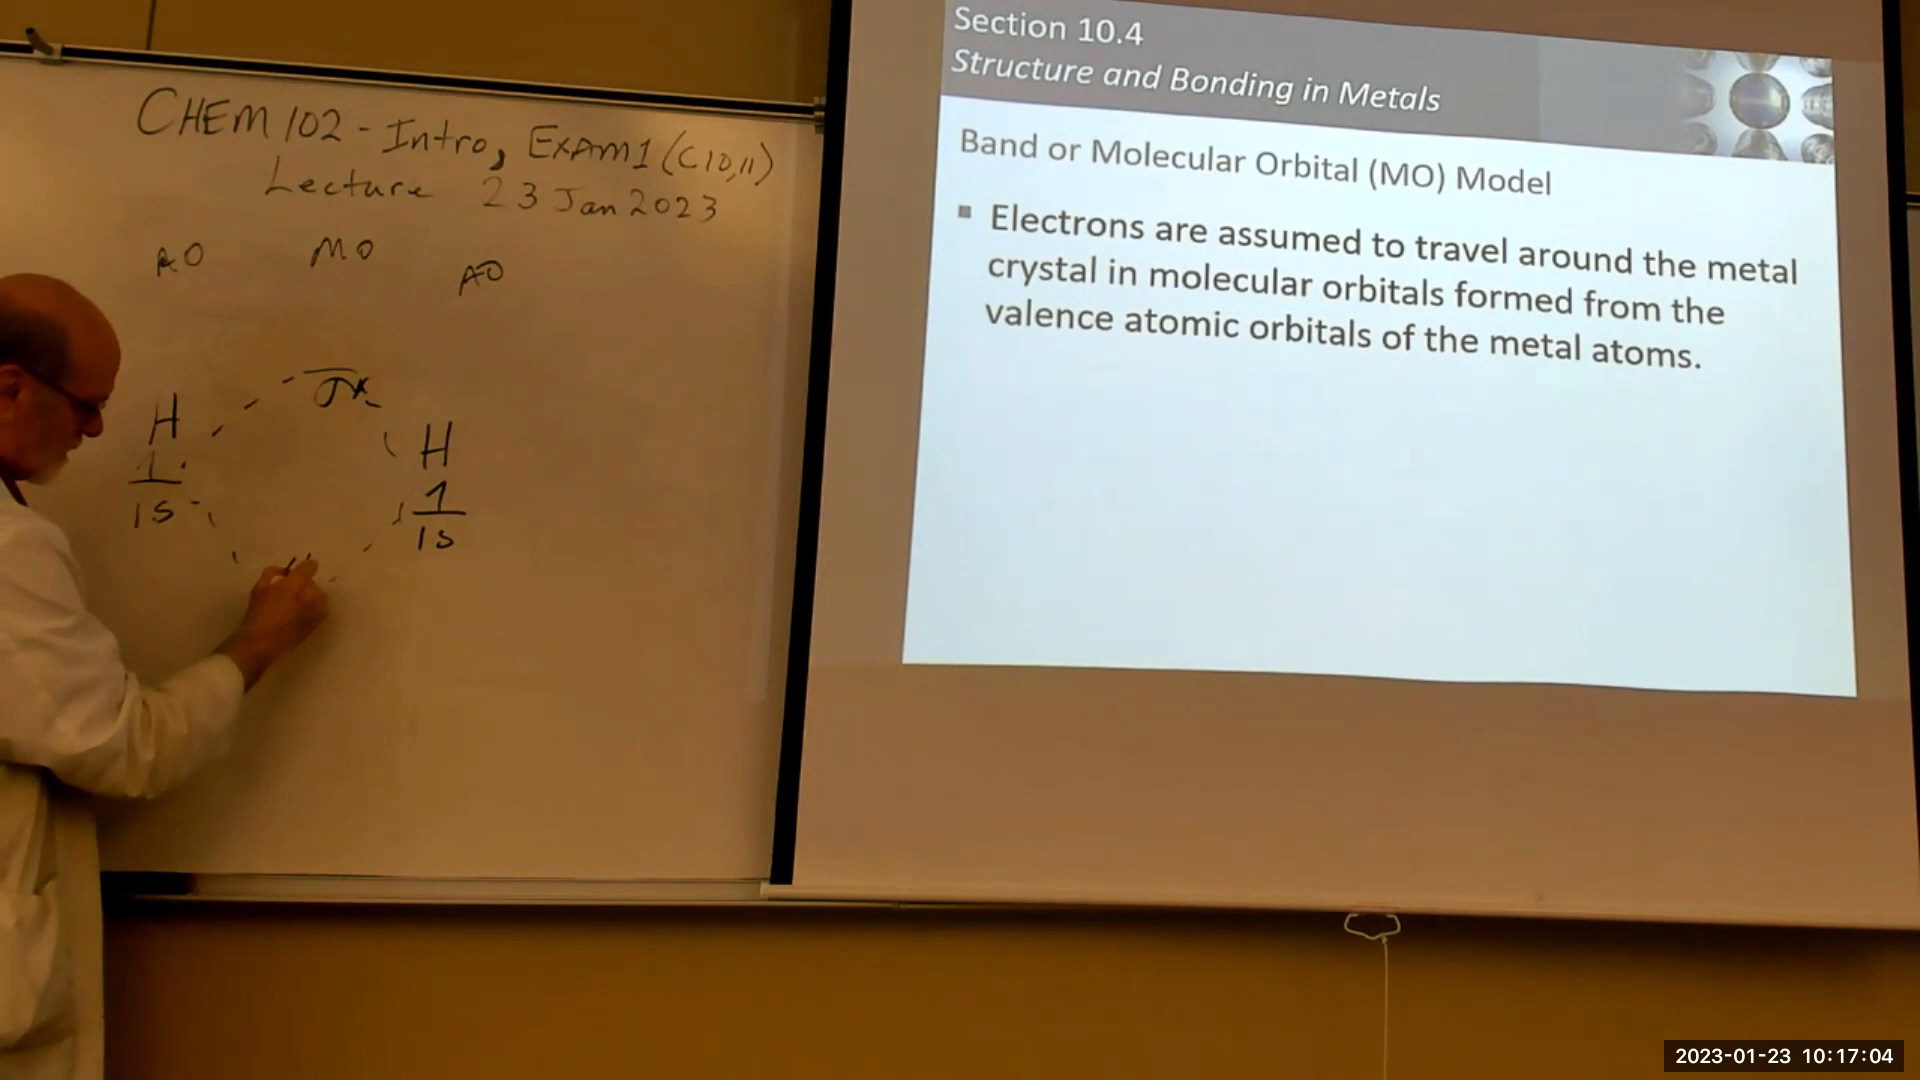 CHEM 102 - Intro, EXAM 1 (C10,11)
Lecture 23 Jan 2023
AO MO AO
σ*
H
1
1s
H
1
1s
Section 10.4
Structure and Bonding in Metals
Band or Molecular Orbital (MO) Model
▪ Electrons are assumed to travel around the metal
crystal in molecular orbitals formed from the
valence atomic orbitals of the metal atoms.
2023-01-23 10:17:04